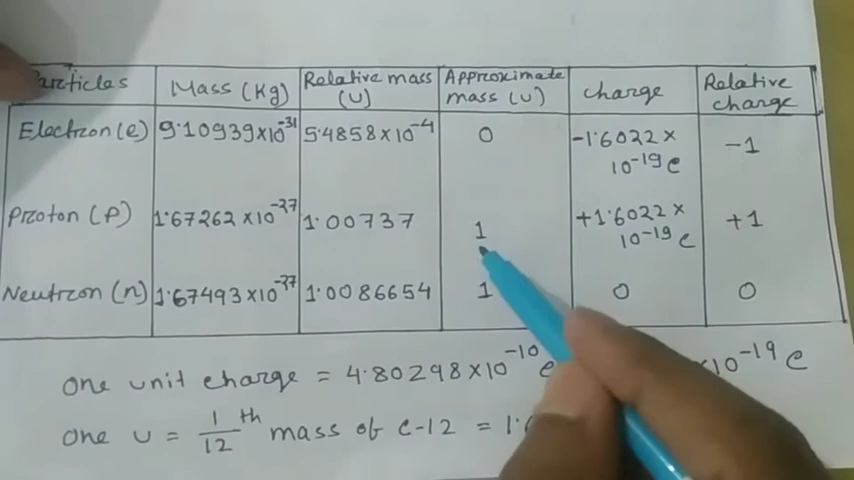 Particles Mass (Kg) Relative mass (U) Approximate mass (U) charge Relative charge
Electron (e) 9.10939×10⁻³¹ 5.4858×10⁻⁴ 0 -1.6022× 10⁻¹⁹ c -1
Proton (P) 1.67262×10⁻²⁷ 1.00737 1 +1.6022× 10⁻¹⁹ c +1
Neutron (n) 1.67493×10⁻²⁷ 1.0086654 1 0 0
One unit charge = 4.80298×10⁻¹⁰ e ×10⁻¹⁹ c
One u = 1/12 th mass of c-12 = 1.